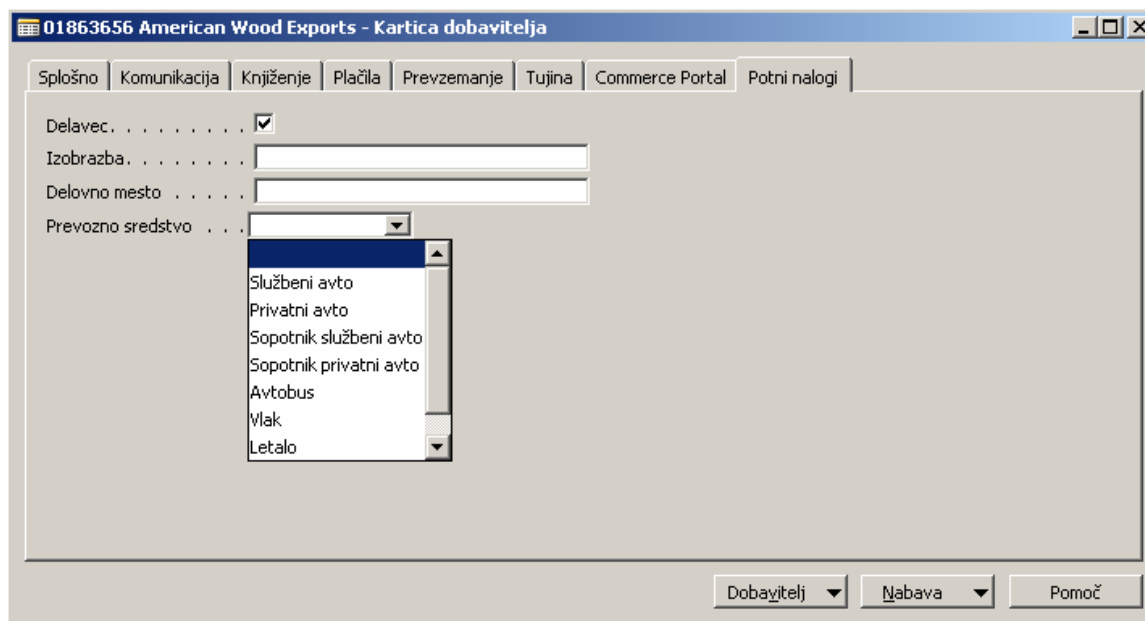 01863656 American Wood Exports - Kartica dobavitelja
Splošno Komunikacija Knjiženje Plačila Prevzemanje Tujina Commerce Portal Potni nalogi
Delavec. . . . . . . . .
Izobrazba. . . . . . . .
Delovno mesto . . . . .
Prevozno sredstvo . . .
Službeni avto
Privatni avto
Sopotnik službeni avto
Sopotnik privatni avto
Avtobus
Vlak
Letalo
Dobavitelj Nabava Pomoč